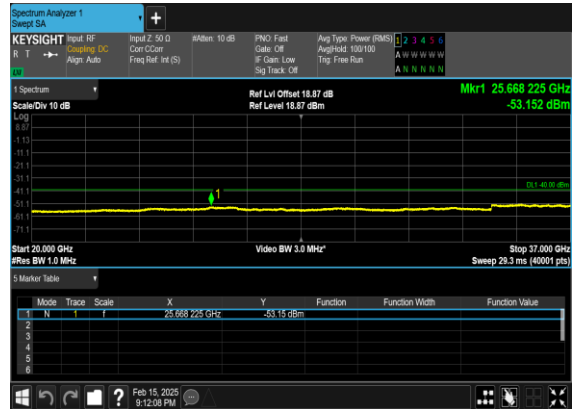 Spectrum Analyzer 1
Swept SA
+
KEYSIGHT
R T
Input: RF
Coupling: DC
Align: Auto
Input Z: 50 Ω
Corr CCorr
Freq Ref: Int (S)
#Atten: 10 dB
PNO: Fast
Gate: Off
IF Gain: Low
Sig Track: Off
Avg Type: Power (RMS)
Avg|Hold: 100/100
Trig: Free Run
1 2 3 4 5 6
A W W W W W
A N N N N N
1 Spectrum
Scale/Div 10 dB
Ref Lvl Offset 18.87 dB
Ref Level 18.87 dBm
Mkr1 25.668 225 GHz
-53.152 dBm
Log
8.87
-1.13
-11.1
-21.1
-31.1
-41.1
-51.1
-61.1
-71.1
1
DL1 -40.00 dBm
Start 20.000 GHz
#Res BW 1.0 MHz
Video BW 3.0 MHz*
Stop 37.000 GHz
Sweep 29.3 ms (40001 pts)
5 Marker Table
Mode Trace Scale X Y Function Function Width Function Value
1 N 1 f 25.668 225 GHz -53.15 dBm
2
3
4
5
6
?
Feb 15, 2025
9:12:08 PM